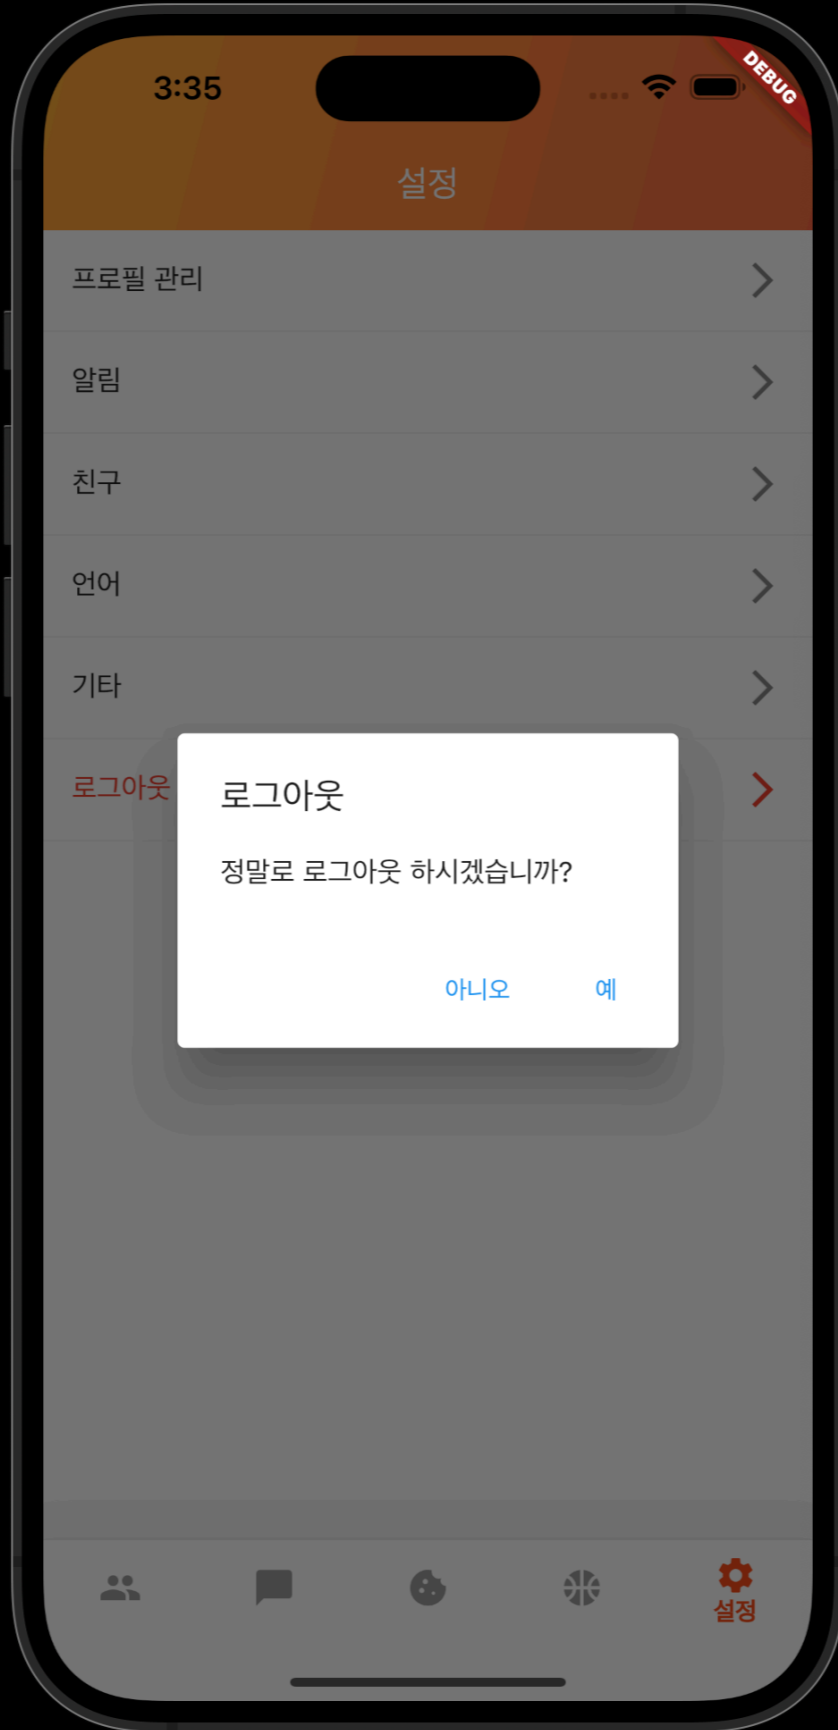 3:35
DEBUG
설정
프로필 관리
알림
친구
언어
기타
로그아웃
로그아웃
정말로 로그아웃 하시겠습니까?
아니오 예
설정